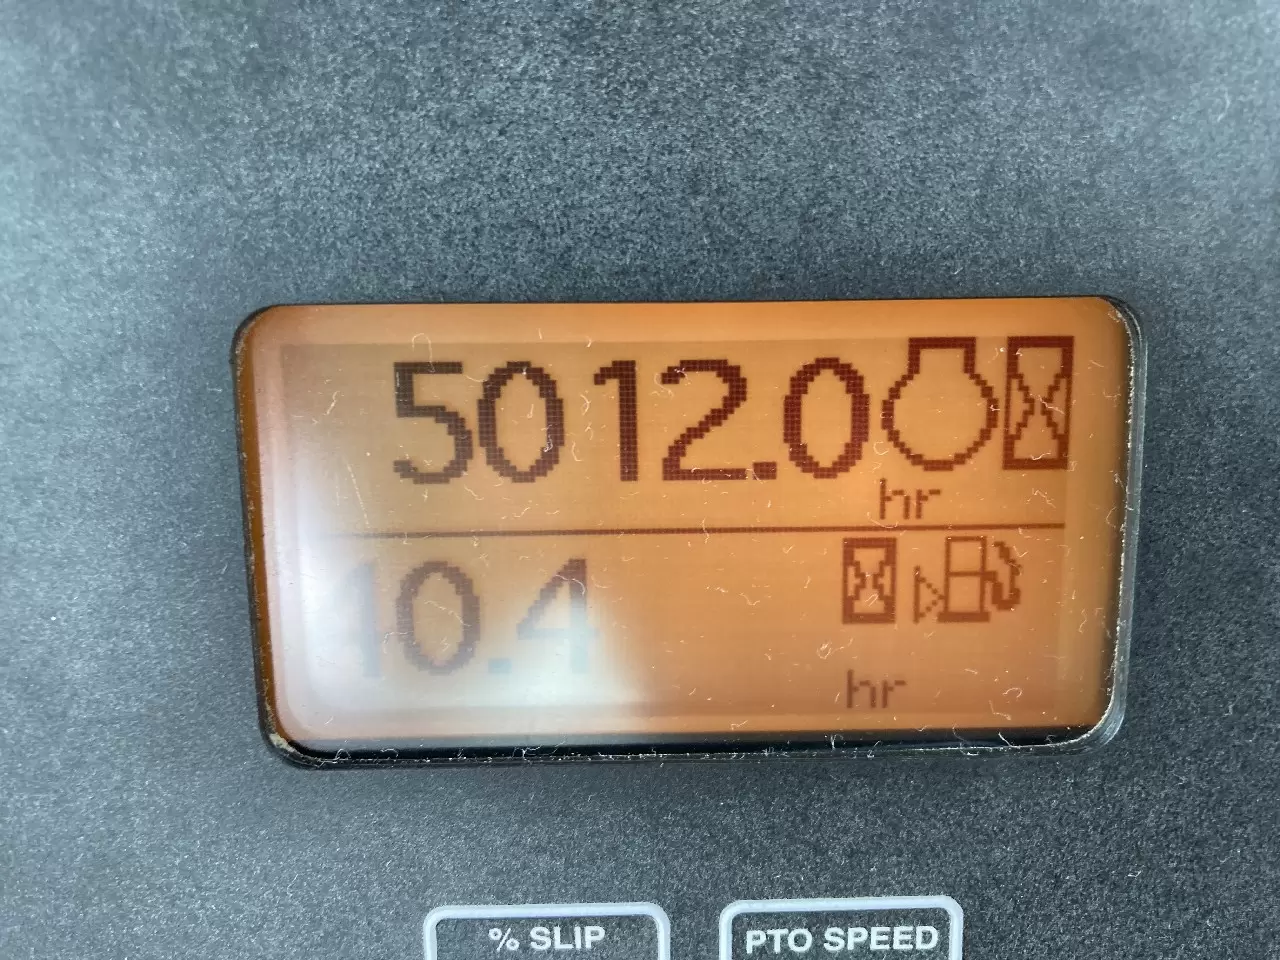 5012.0
hr
10.4
hr
% SLIP
PTO SPEED